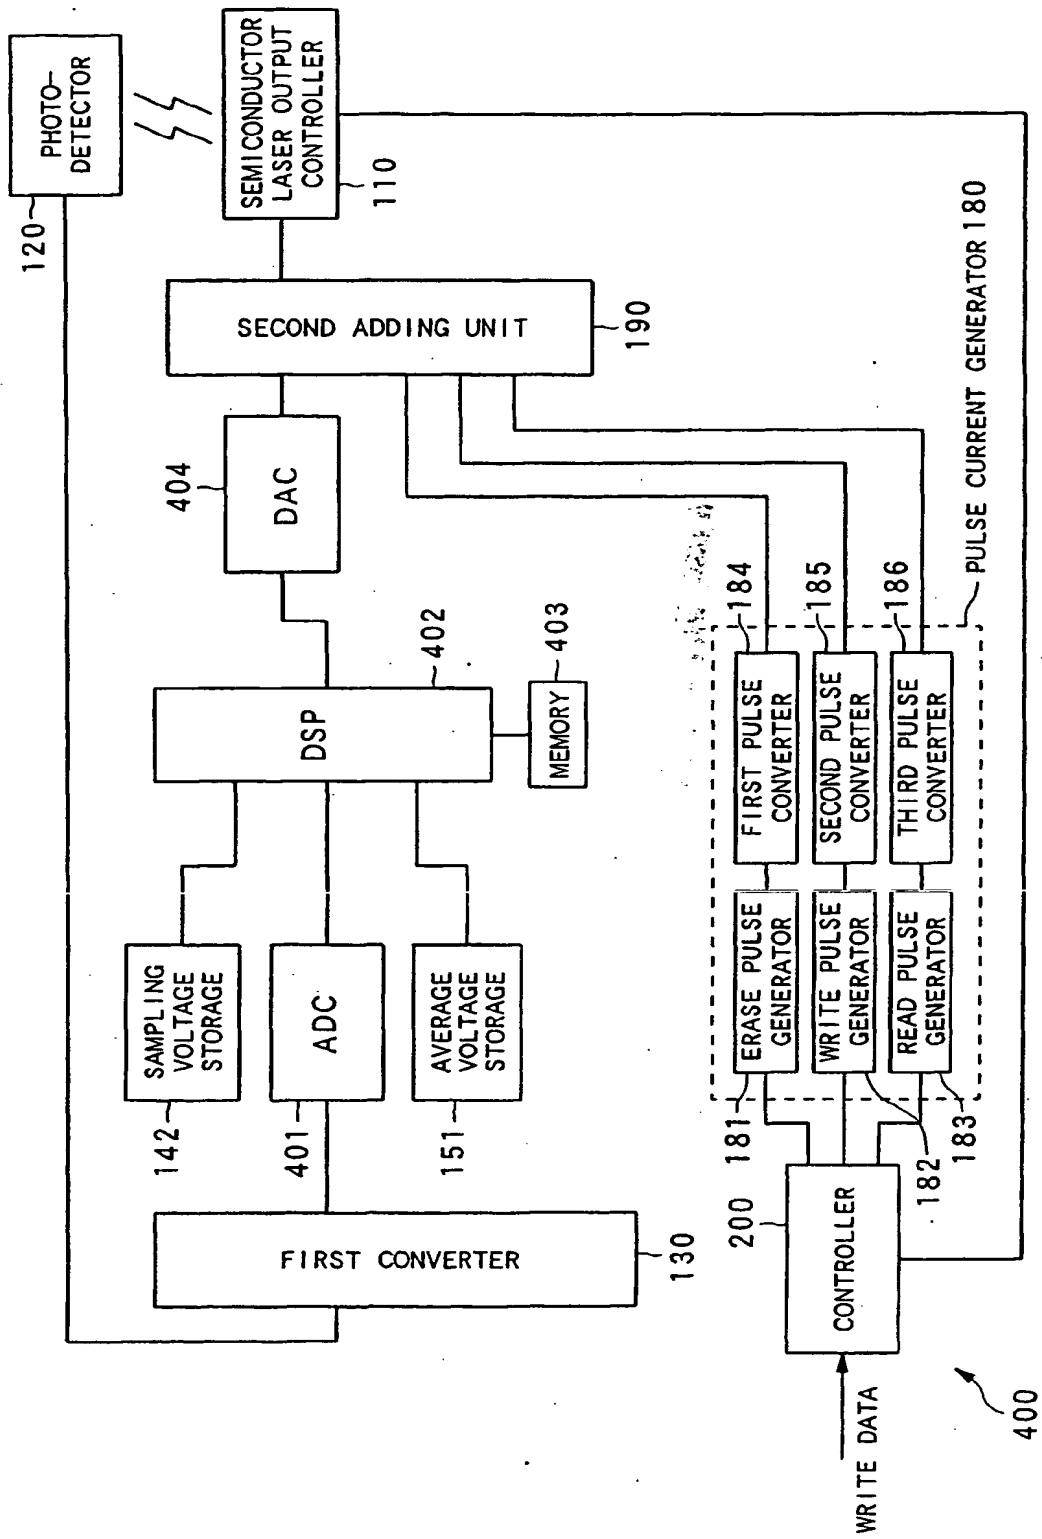 PHOTO-
DETECTOR
120
SEMICONDUCTOR
LASER OUTPUT
CONTROLLER
110
SECOND ADDING UNIT
190
DAC
404
DSP
402
MEMORY
403
SAMPLING
VOLTAGE
STORAGE
142
ADC
401
AVERAGE
VOLTAGE
STORAGE
151
FIRST CONVERTER
130
PULSE CURRENT GENERATOR 180
FIRST PULSE
CONVERTER
184
SECOND PULSE
CONVERTER
185
THIRD PULSE
CONVERTER
186
ERASE PULSE
GENERATOR
181
WRITE PULSE
GENERATOR
182
READ PULSE
GENERATOR
183
CONTROLLER
200
WRITE DATA
400